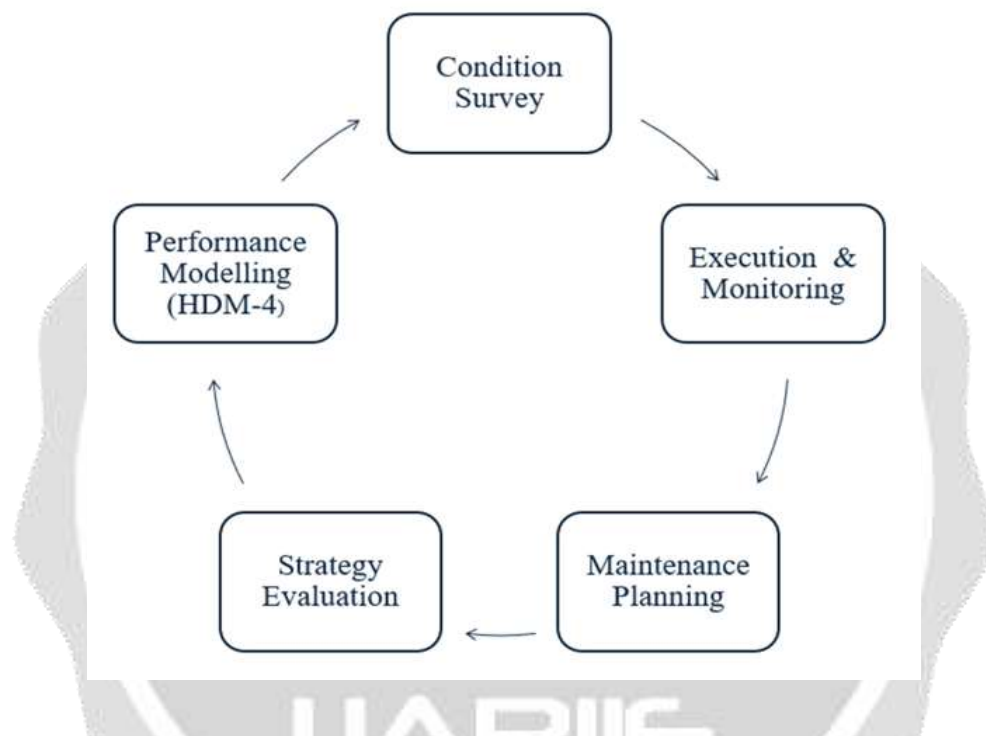 Condition
Survey
Performance
Modelling
(HDM-4)
Execution &
Monitoring
Strategy
Evaluation
Maintenance
Planning